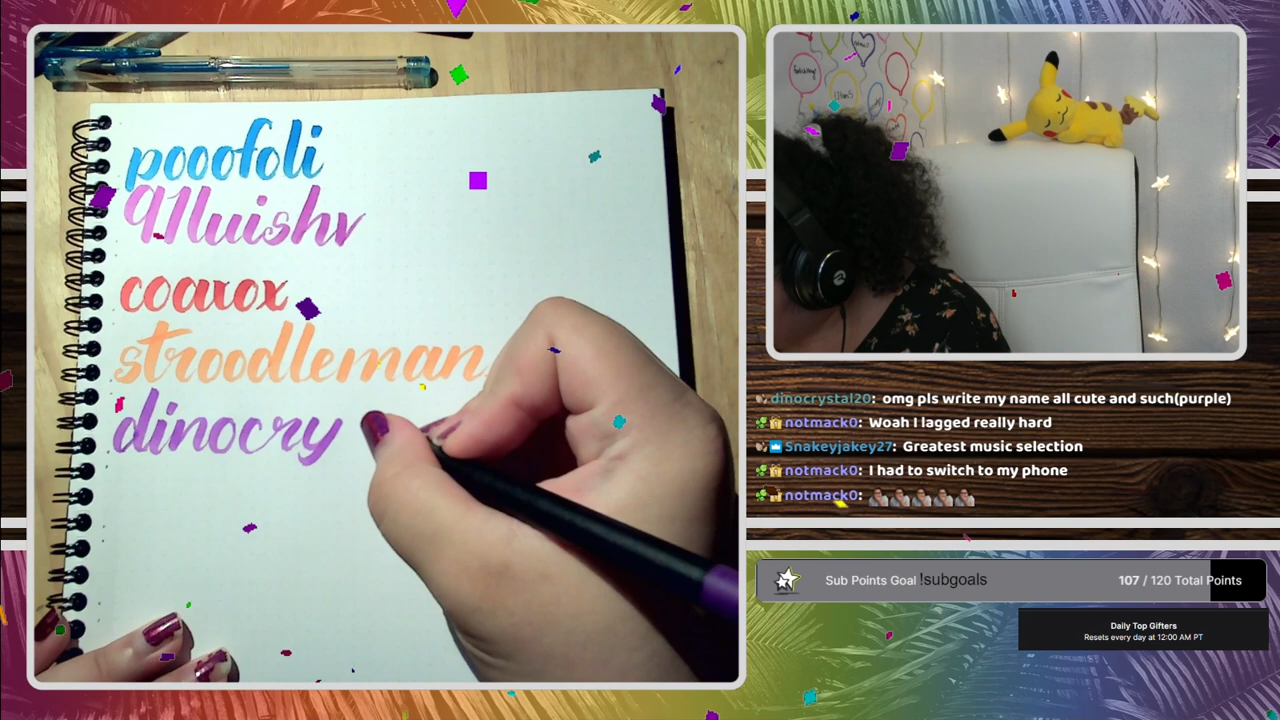 pooofoli
91luishv
coaxox
stroodleman
dinocry
dinocrystal20: omg pls write my name all cute and such(purple)
notmack0: Woah I lagged really hard
Snakeyjakey27: Greatest music selection
notmack0: I had to switch to my phone
notmack0:
Sub Points Goal !subgoals 107 / 120 Total Points
Daily Top Gifters
Resets every day at 12:00 AM PT